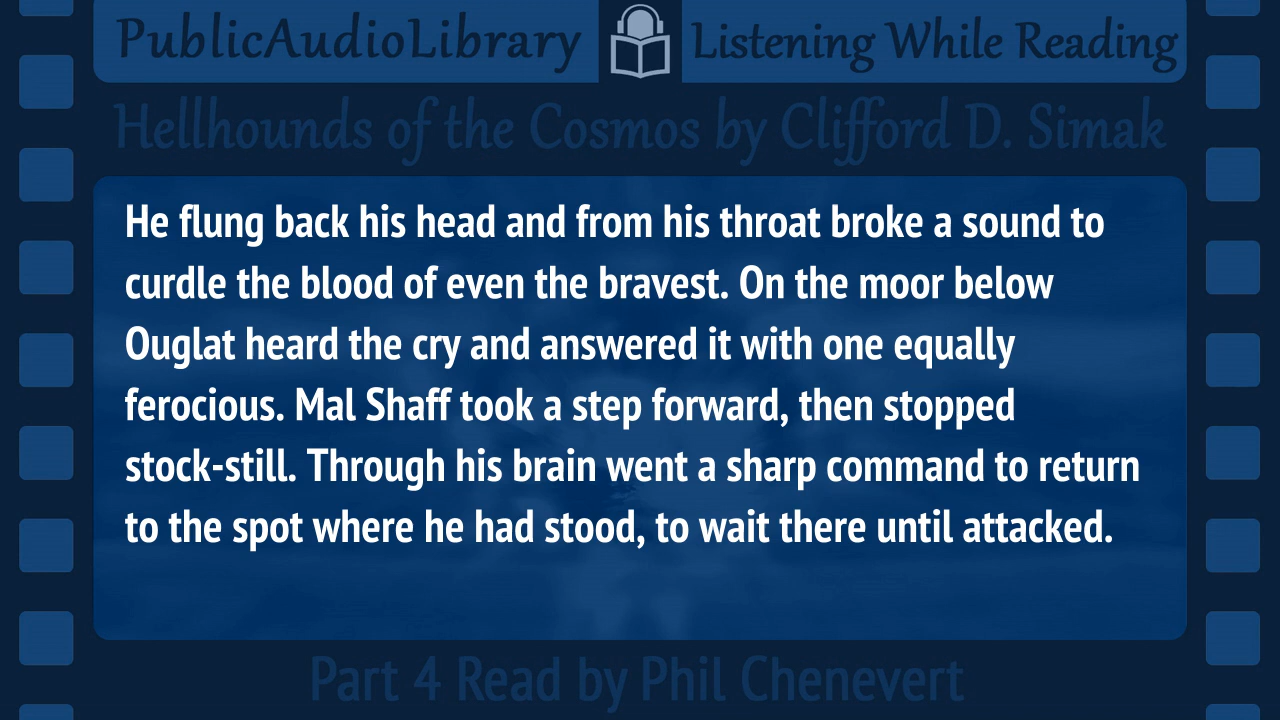 PublicAudioLibrary Listening While Reading
Hellhounds of the Cosmos by Clifford D. Simak
He flung back his head and from his throat broke a sound to
curdle the blood of even the bravest. On the moor below
Ouglat heard the cry and answered it with one equally
ferocious. Mal Shaff took a step forward, then stopped
stock-still. Through his brain went a sharp command to return
to the spot where he had stood, to wait there until attacked.
Part 4 Read by Phil Chenevert